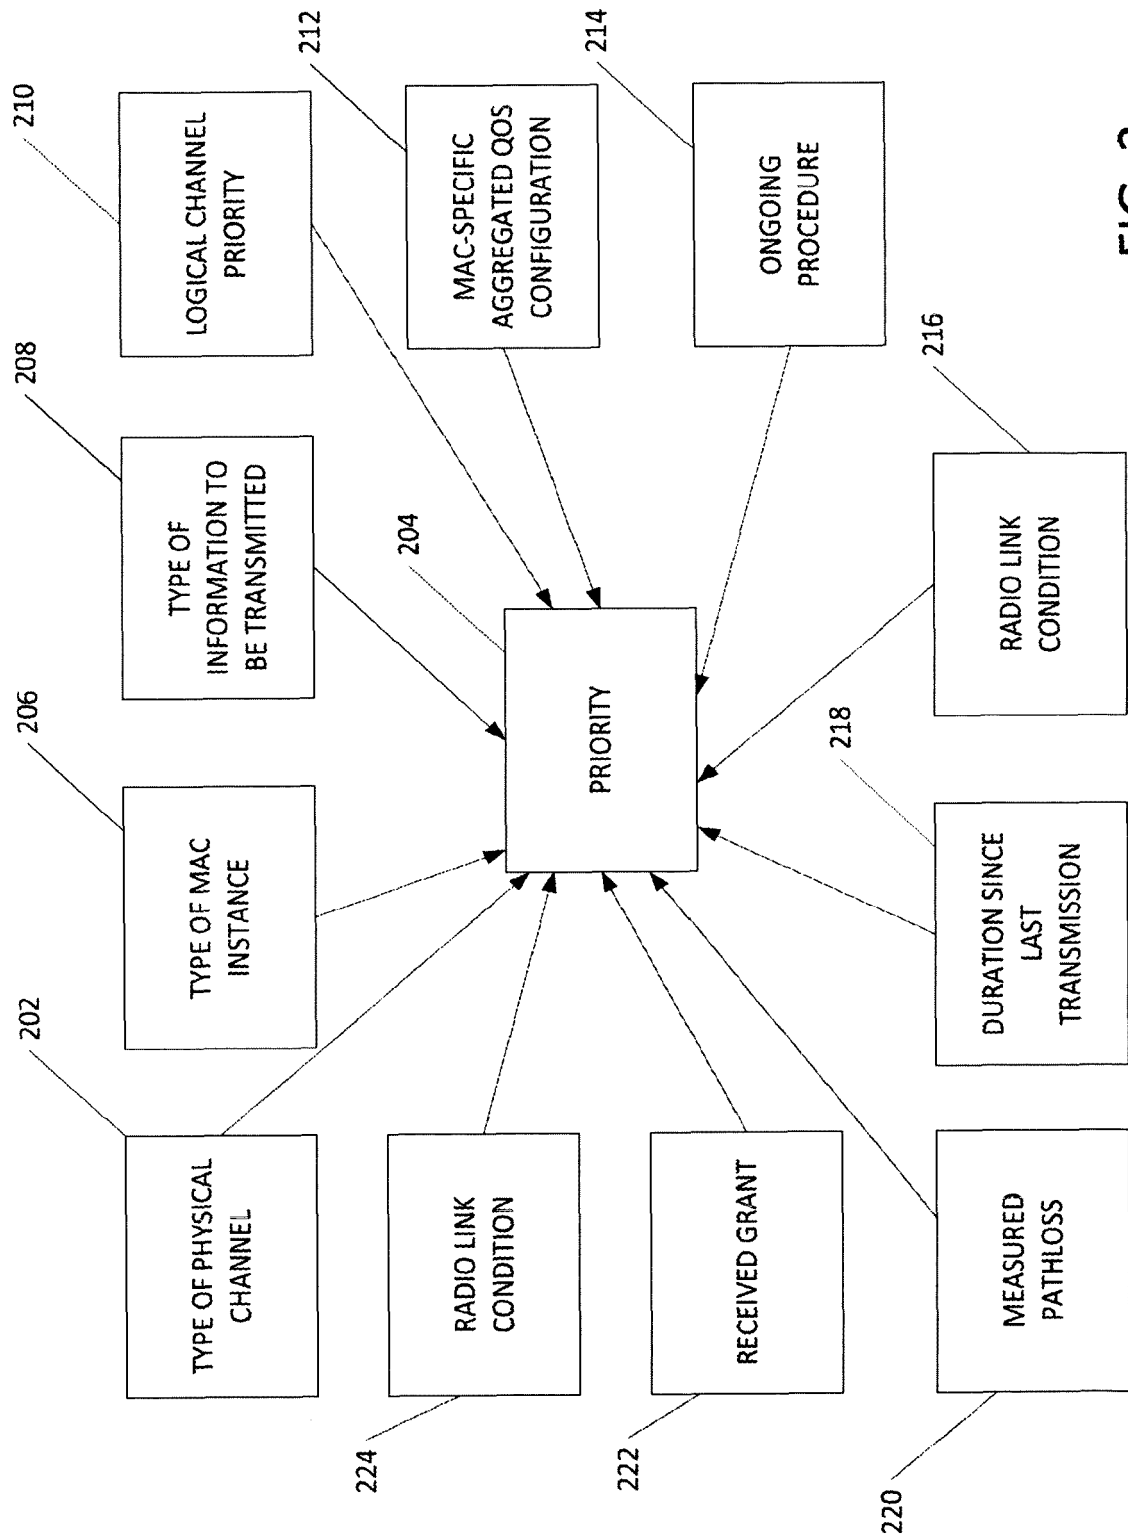 202
206
208
210
TYPE OF PHYSICAL
CHANNEL
TYPE OF MAC
INSTANCE
TYPE OF
INFORMATION TO
BE TRANSMITTED
LOGICAL CHANNEL
PRIORITY
212
224
RADIO LINK
CONDITION
204
MAC-SPECIFIC
AGGREGATED QOS
CONFIGURATION
PRIORITY
214
222
RECEIVED GRANT
ONGOING
PROCEDURE
218
216
220
MEASURED
PATHLOSS
DURATION SINCE
LAST
TRANSMISSION
RADIO LINK
CONDITION
FIG.